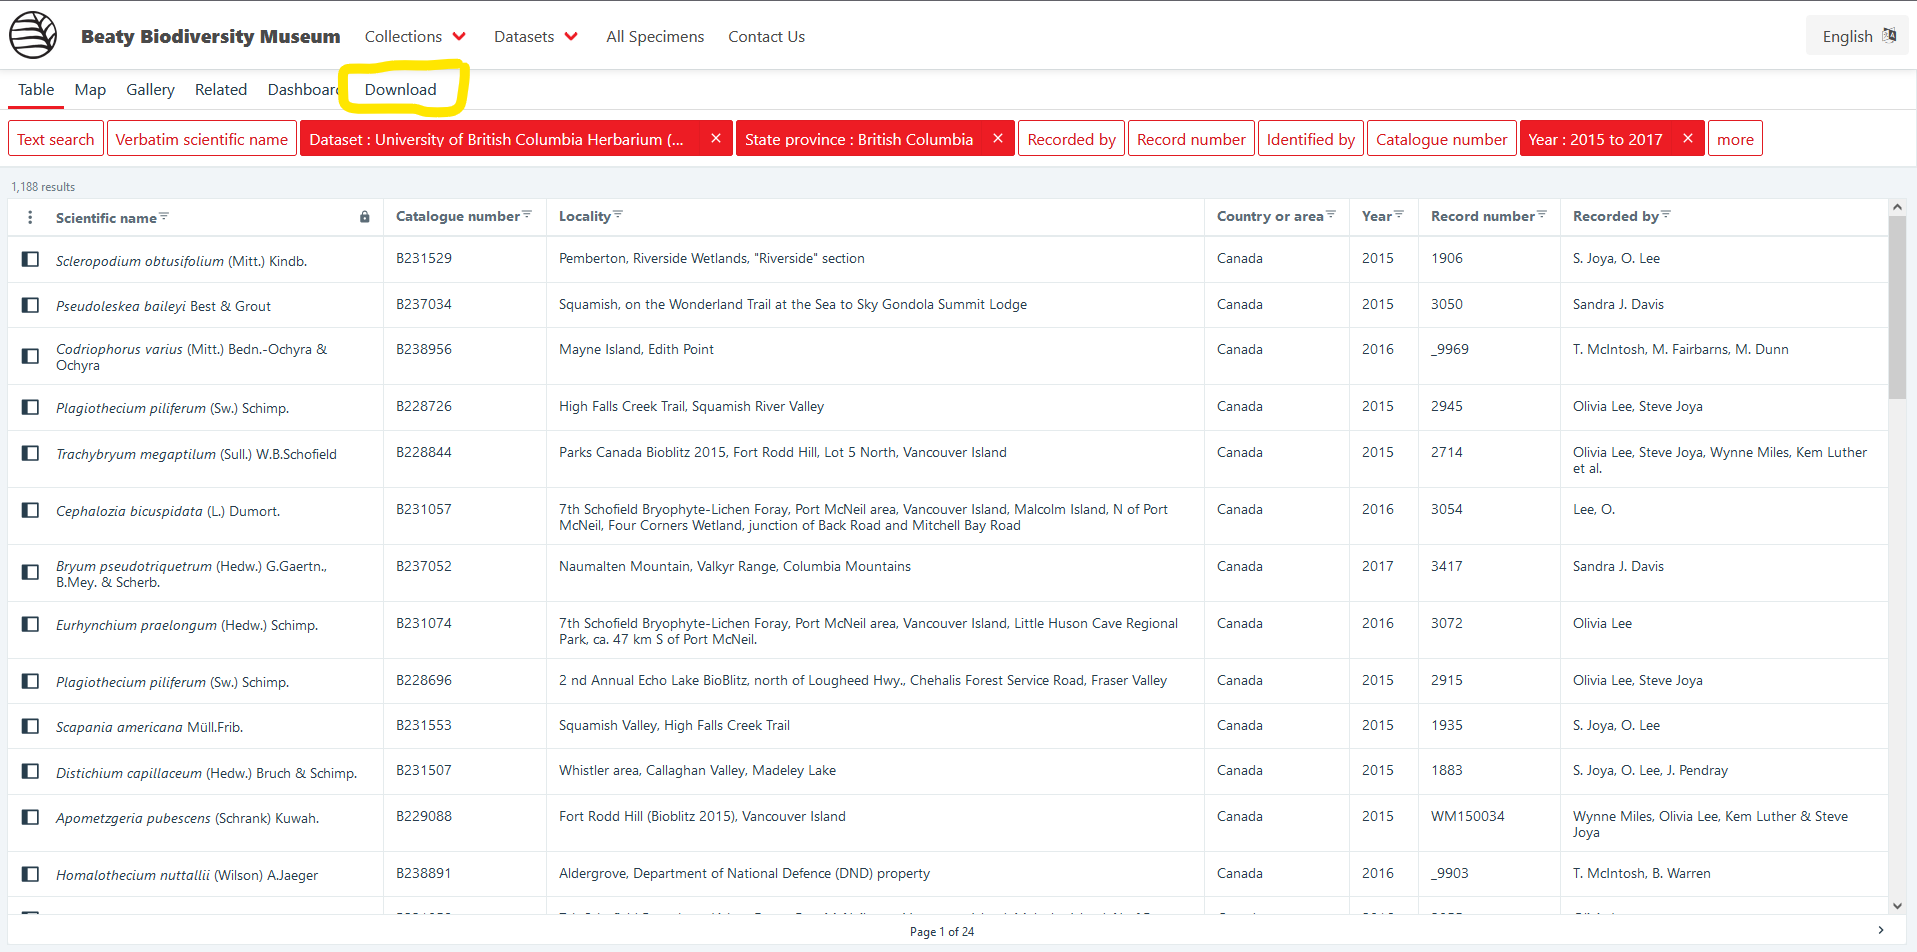 Beaty Biodiversity Museum Collections Datasets All Specimens Contact Us English
Table Map Gallery Related Dashboard Download
Text search Verbatim scientific name Dataset : University of British Columbia Herbarium (... × State province : British Columbia × Recorded by Record number Identified by Catalogue number Year : 2015 to 2017 × more
1,188 results
Scientific name Catalogue number Locality Country or area Year Record number Recorded by
Scleropodium obtusifolium (Mitt.) Kindb. B231529 Pemberton, Riverside Wetlands, "Riverside" section Canada 2015 1906 S. Joya, O. Lee
Pseudoleskea baileyi Best & Grout B237034 Squamish, on the Wonderland Trail at the Sea to Sky Gondola Summit Lodge Canada 2015 3050 Sandra J. Davis
Codriophorus varius (Mitt.) Bedn.-Ochyra & B238956 Mayne Island, Edith Point Canada 2016 _9969 T. McIntosh, M. Fairbarns, M. Dunn
Ochyra
Plagiothecium piliferum (Sw.) Schimp. B228726 High Falls Creek Trail, Squamish River Valley Canada 2015 2945 Olivia Lee, Steve Joya
Trachybryum megaptilum (Sull.) W.B.Schofield B228844 Parks Canada Bioblitz 2015, Fort Rodd Hill, Lot 5 North, Vancouver Island Canada 2015 2714 Olivia Lee, Steve Joya, Wynne Miles, Kem Luther
et al.
Cephalozia bicuspidata (L.) Dumort. B231057 7th Schofield Bryophyte-Lichen Foray, Port McNeil area, Vancouver Island, Malcolm Island, N of Port Canada 2016 3054 Lee, O.
McNeil, Four Corners Wetland, junction of Back Road and Mitchell Bay Road
Bryum pseudotriquetrum (Hedw.) G.Gaertn., B237052 Naumalten Mountain, Valkyr Range, Columbia Mountains Canada 2017 3417 Sandra J. Davis
B.Mey. & Scherb.
Eurhynchium praelongum (Hedw.) Schimp. B231074 7th Schofield Bryophyte-Lichen Foray, Port McNeil area, Vancouver Island, Little Huson Cave Regional Canada 2016 3072 Olivia Lee
Park, ca. 47 km S of Port McNeil.
Plagiothecium piliferum (Sw.) Schimp. B228696 2 nd Annual Echo Lake BioBlitz, north of Lougheed Hwy., Chehalis Forest Service Road, Fraser Valley Canada 2015 2915 Olivia Lee, Steve Joya
Scapania americana Müll.Frib. B231553 Squamish Valley, High Falls Creek Trail Canada 2015 1935 S. Joya, O. Lee
Distichium capillaceum (Hedw.) Bruch & Schimp. B231507 Whistler area, Callaghan Valley, Madeley Lake Canada 2015 1883 S. Joya, O. Lee, J. Pendray
Apometzgeria pubescens (Schrank) Kuwah. B229088 Fort Rodd Hill (Bioblitz 2015), Vancouver Island Canada 2015 WM150034 Wynne Miles, Olivia Lee, Kem Luther & Steve
Joya
Homalothecium nuttallii (Wilson) A.Jaeger B238891 Aldergrove, Department of National Defence (DND) property Canada 2016 _9903 T. McIntosh, B. Warren
Page 1 of 24